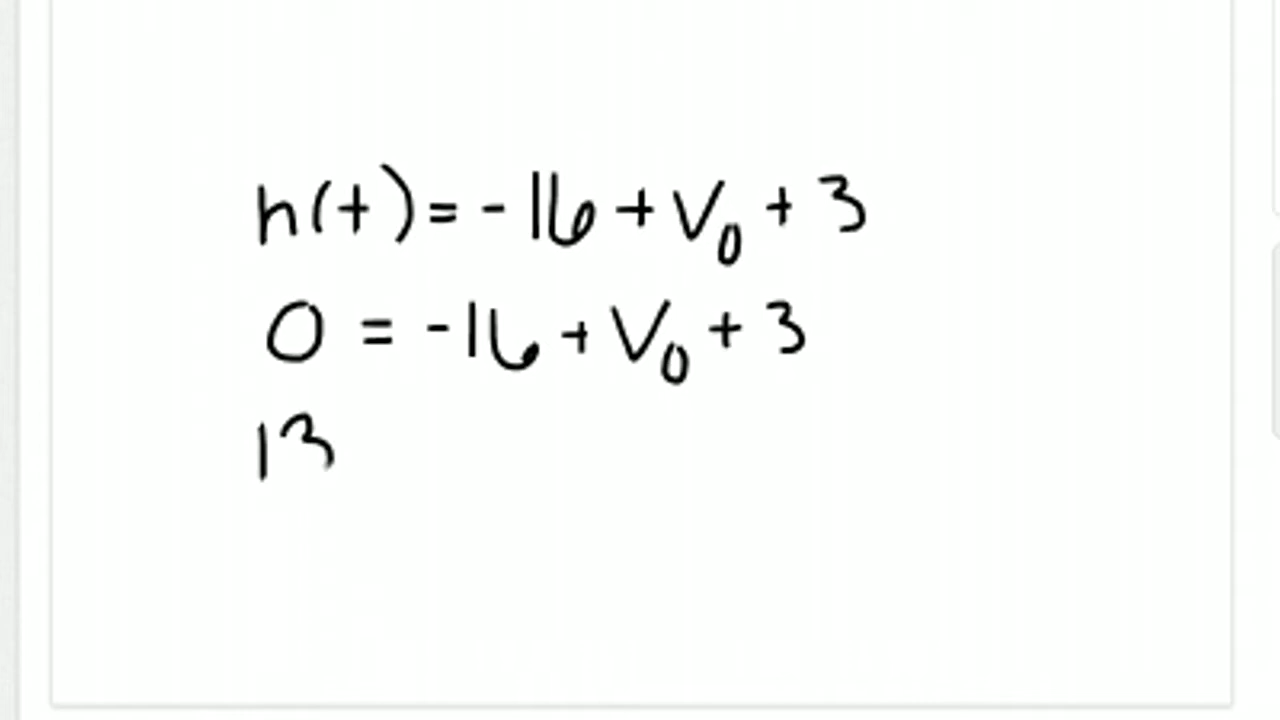 h(t) = -16 + V₀ + 3
0 = -16 + V₀ + 3
13